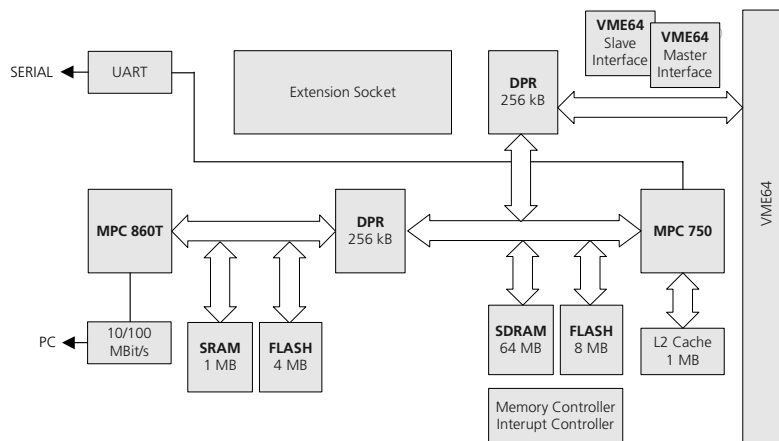 VME64
Slave
Interface
VME64
Master
Interface
SERIAL
UART
Extension Socket
DPR
256 kB
VME64
MPC 860T
DPR
256 kB
MPC 750
PC
10/100
MBit/s
SRAM
1 MB
FLASH
4 MB
SDRAM
64 MB
FLASH
8 MB
L2 Cache
1 MB
Memory Controller
Interupt Controller